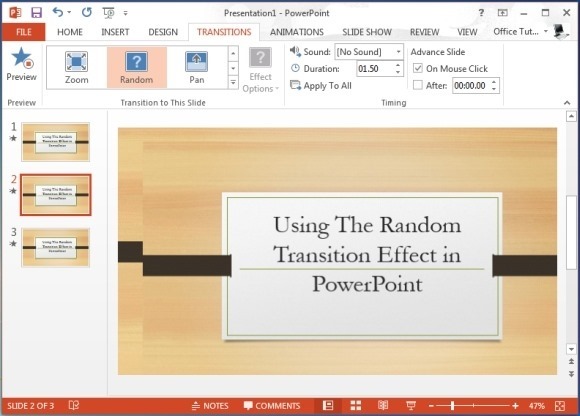 Presentation1 - PowerPoint
FILE HOME INSERT DESIGN TRANSITIONS ANIMATIONS SLIDE SHOW REVIEW VIEW Office Tut...
Preview
Zoom Random Pan
Effect Options
Sound: [No Sound]
Duration: 01.50
Apply To All
Advance Slide
On Mouse Click
After: 00:00.00
Preview Transition to This Slide Timing
1
Using The Random
Transition Effect in
PowerPoint
2
Using The Random
Transition Effect in
PowerPoint
3
Using The Random
Transition Effect in
PowerPoint
Using The Random
Transition Effect in
PowerPoint
SLIDE 2 OF 3 NOTES COMMENTS 47%